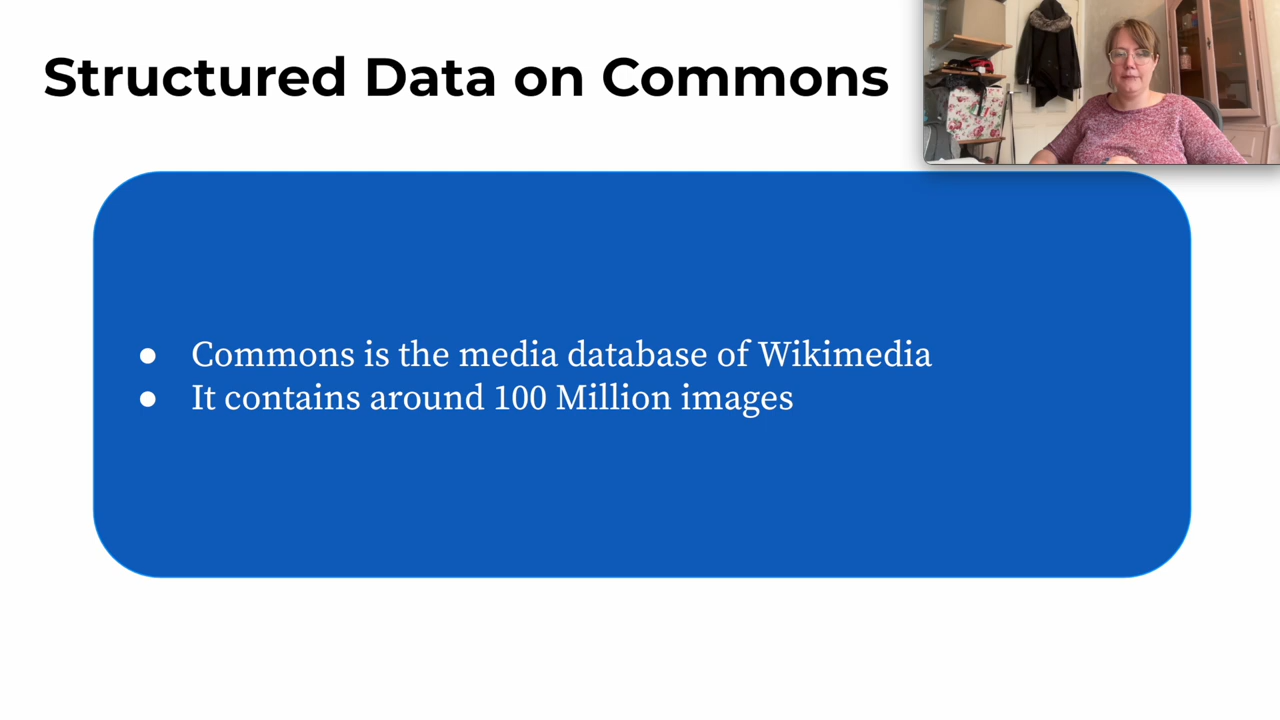 Structured Data on Commons
● Commons is the media database of Wikimedia
● It contains around 100 Million images